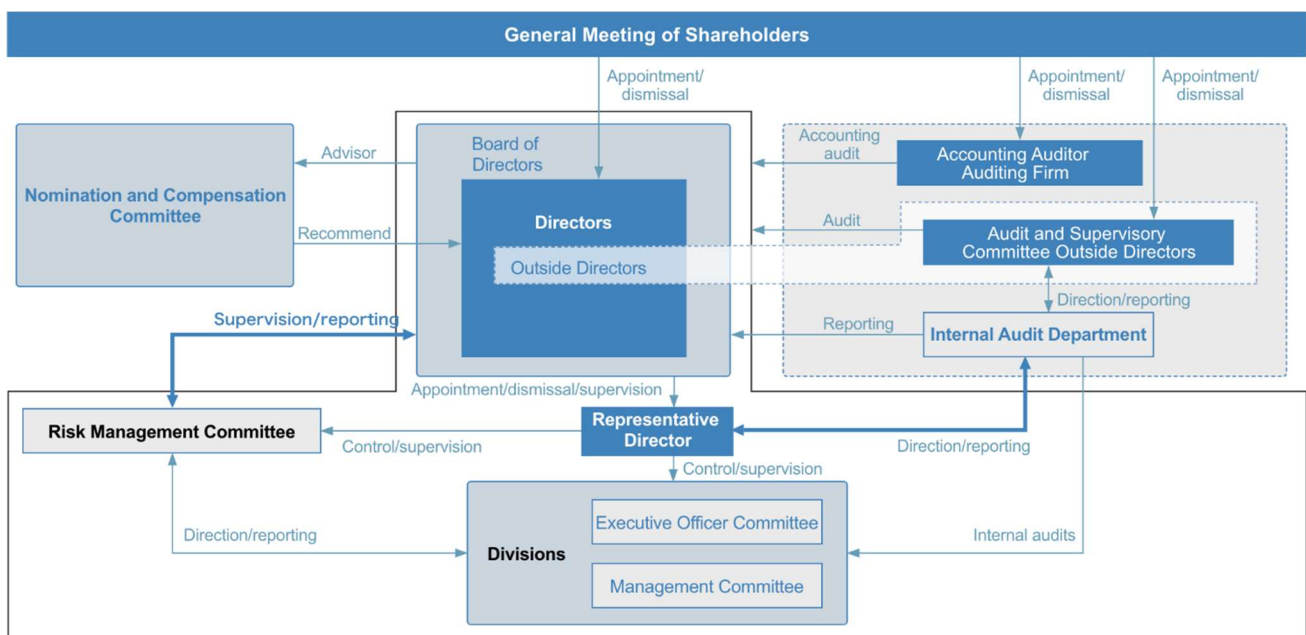 General Meeting of Shareholders
Appointment/
dismissal
Appointment/
dismissal
Appointment/
dismissal
Nomination and Compensation
Committee
Advisor
Recommend
Board of
Directors
Directors
Outside Directors
Accounting
audit
Accounting Auditor
Auditing Firm
Audit
Audit and Supervisory
Committee Outside Directors
Direction/reporting
Supervision/reporting
Reporting
Internal Audit Department
Appointment/dismissal/supervision
Risk Management Committee
Control/supervision
Representative
Director
Direction/reporting
Control/supervision
Direction/reporting
Divisions
Executive Officer Committee
Management Committee
Internal audits